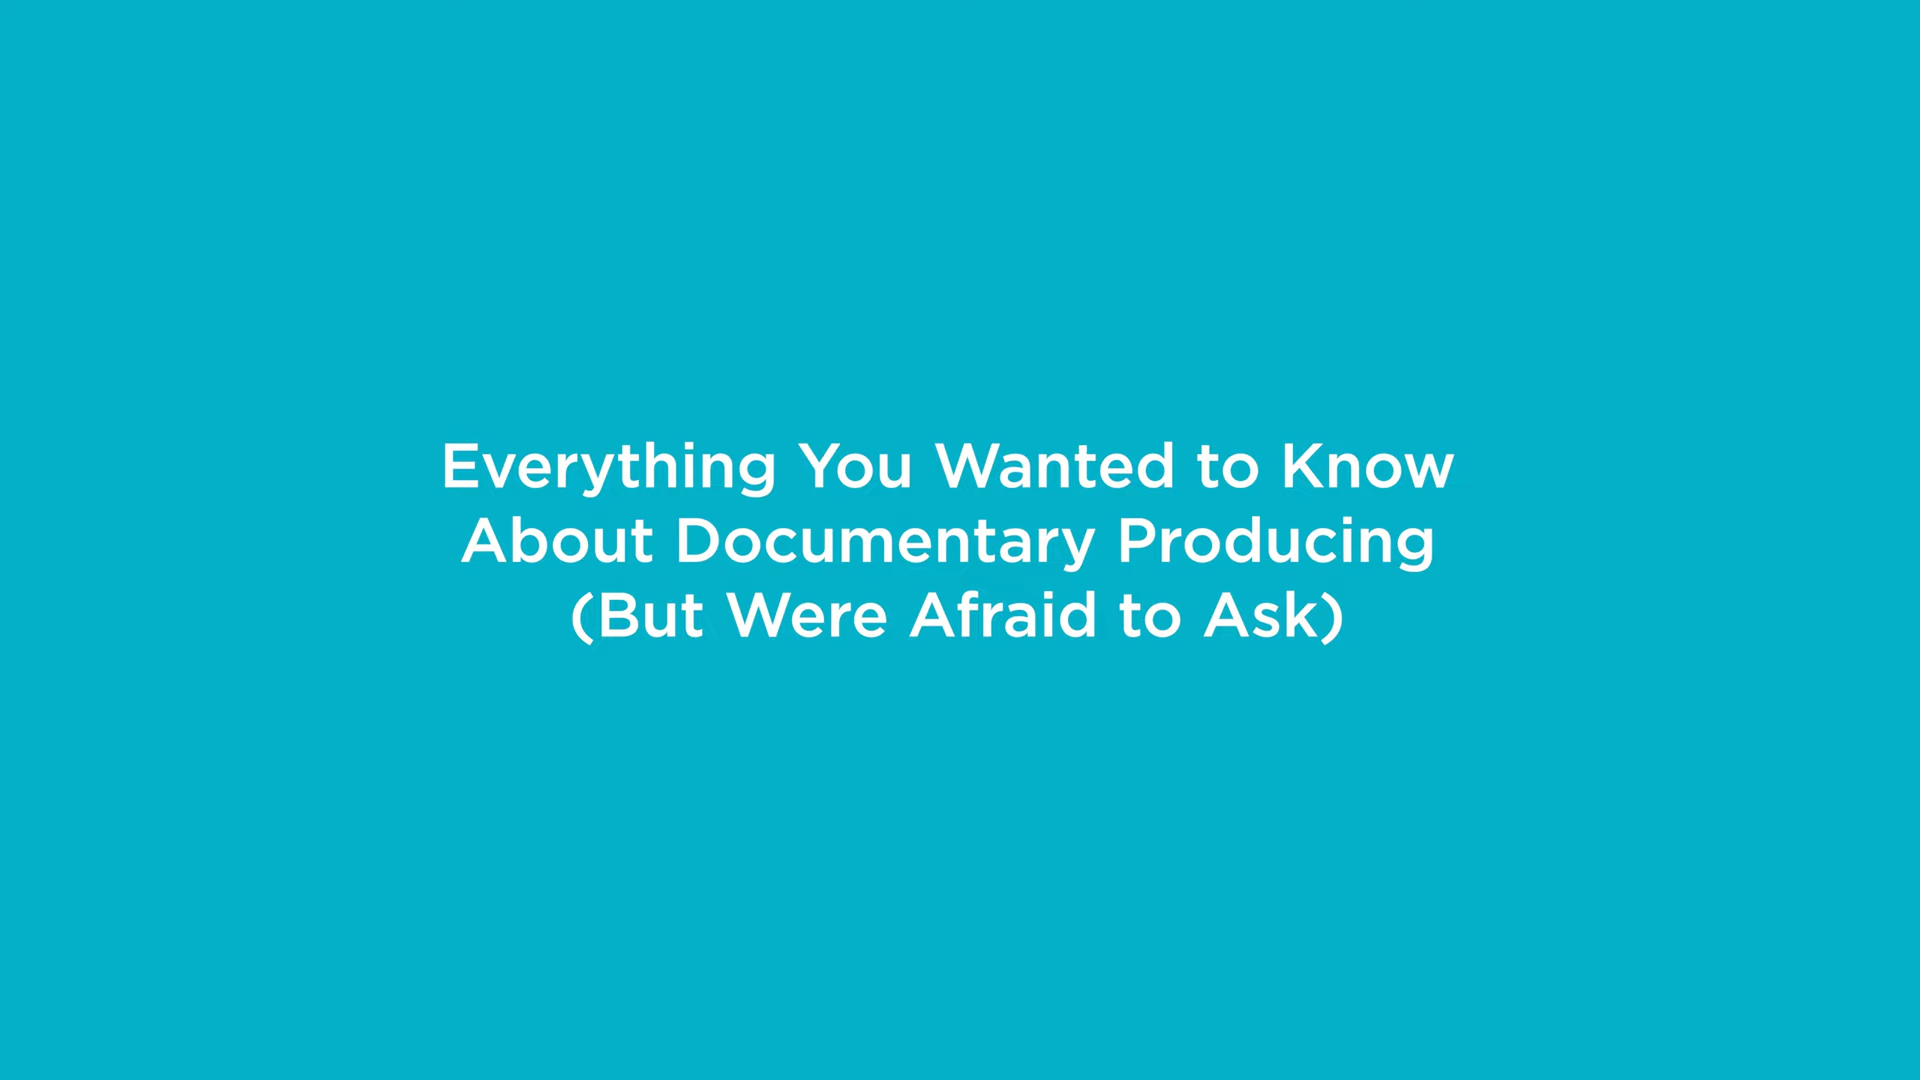 Everything You Wanted to Know
About Documentary Producing
(But Were Afraid to Ask)